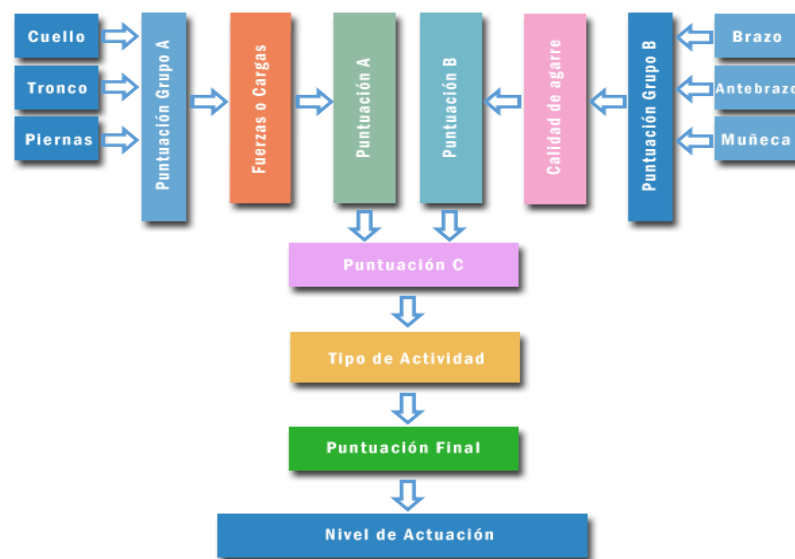 Cuello
Tronco
Piernas
Puntuación Grupo A
Fuerzas o Cargas
Puntuación A
Puntuación B
Calidad de agarre
Puntuación Grupo B
Brazo
Antebrazo
Muñeca
Puntuación C
Tipo de Actividad
Puntuación Final
Nivel de Actuación